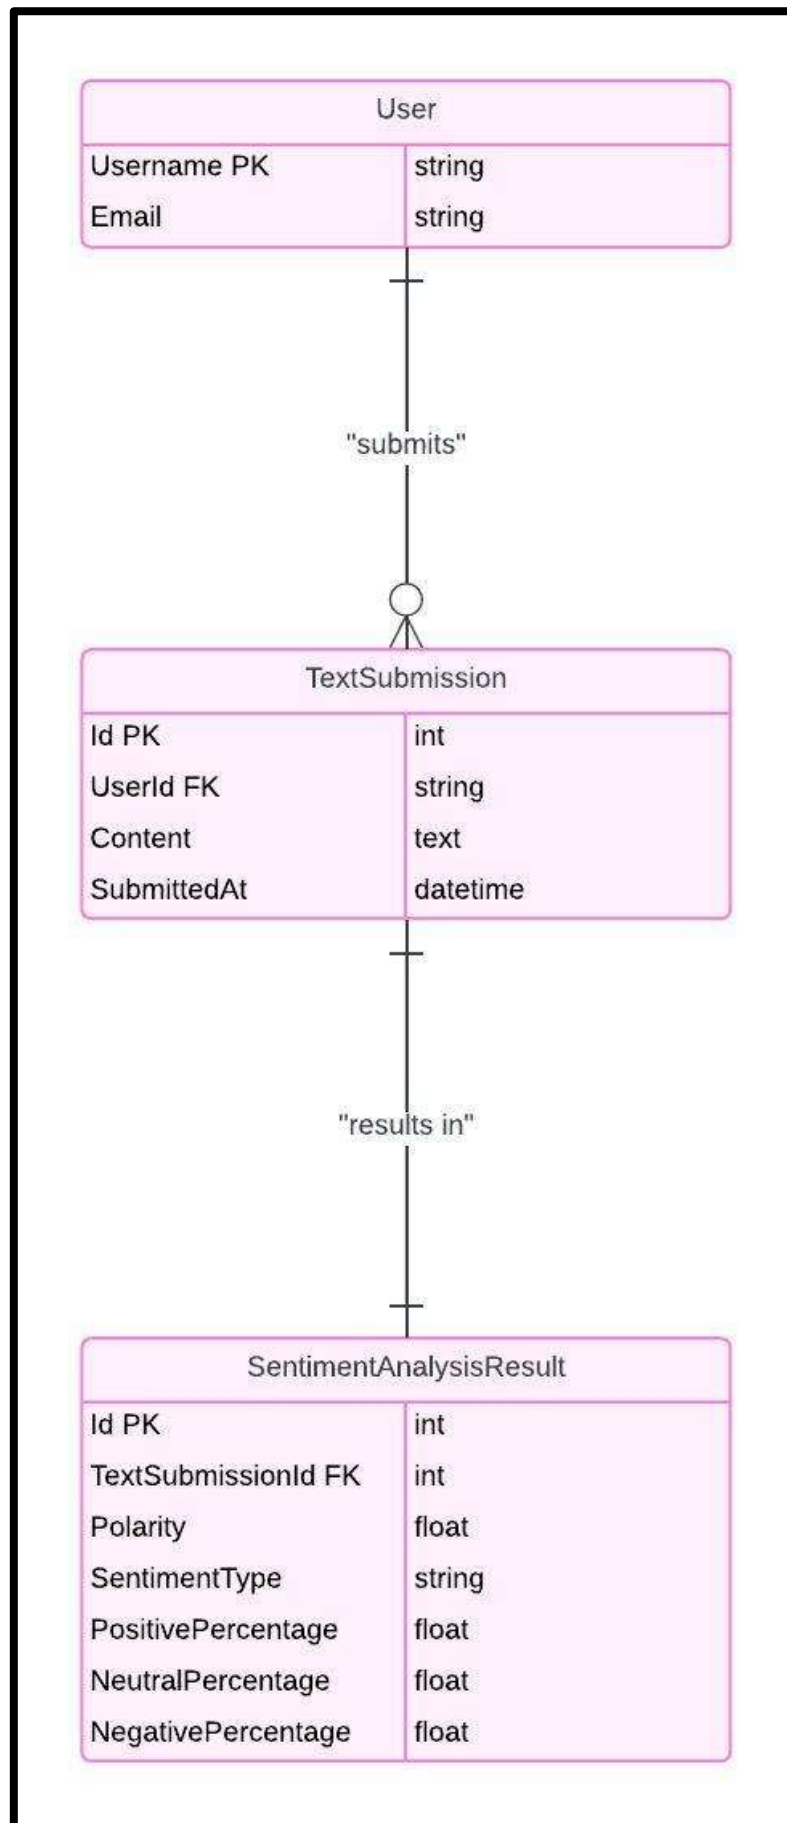 User
Username PK string
Email string
"submits"
TextSubmission
Id PK int
UserId FK string
Content text
SubmittedAt datetime
"results in"
SentimentAnalysisResult
Id PK int
TextSubmissionId FK int
Polarity float
SentimentType string
PositivePercentage float
NeutralPercentage float
NegativePercentage float